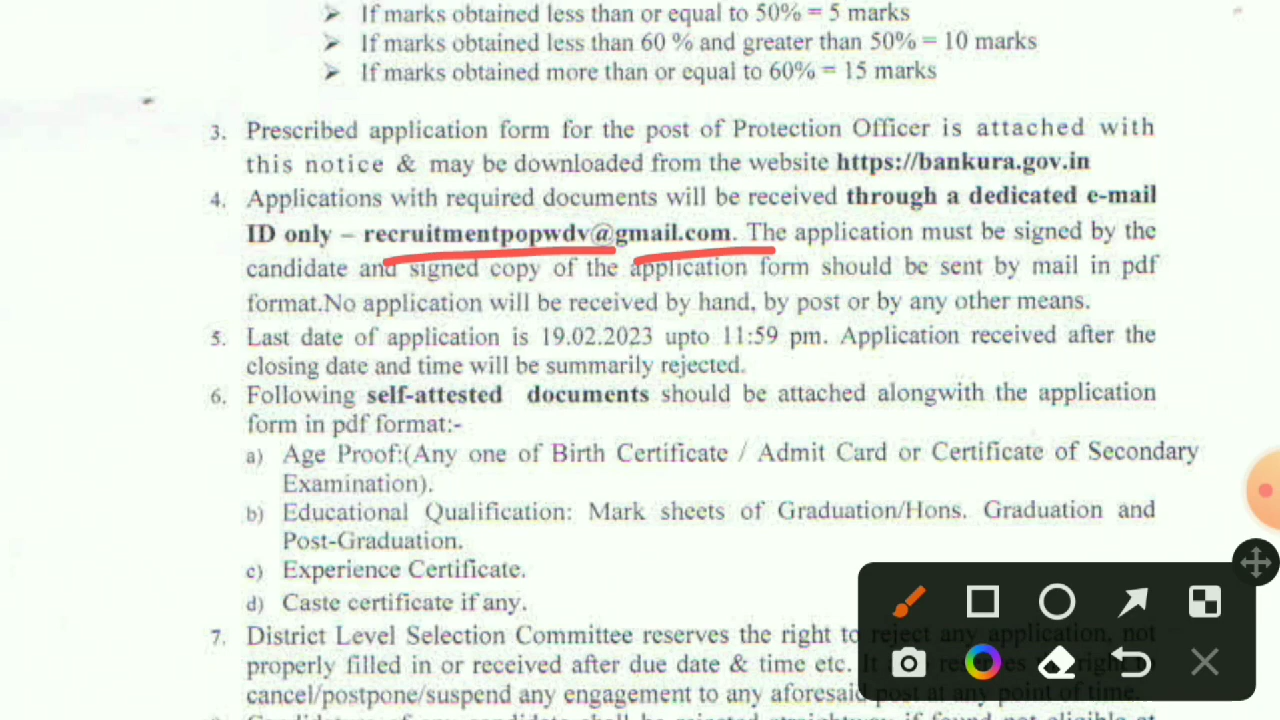 ➢ If marks obtained less than or equal to 50% = 5 marks
➢ If marks obtained less than 60 % and greater than 50% = 10 marks
➢ If marks obtained more than or equal to 60% = 15 marks
3. Prescribed application form for the post of Protection Officer is attached with
this notice & may be downloaded from the website https://bankura.gov.in
4. Applications with required documents will be received through a dedicated e-mail
ID only – recruitmentpopwdv@gmail.com. The application must be signed by the
candidate and signed copy of the application form should be sent by mail in pdf
format.No application will be received by hand, by post or by any other means.
5. Last date of application is 19.02.2023 upto 11:59 pm. Application received after the
closing date and time will be summarily rejected.
6. Following self-attested documents should be attached alongwith the application
form in pdf format:-
a) Age Proof:(Any one of Birth Certificate / Admit Card or Certificate of Secondary
Examination).
b) Educational Qualification: Mark sheets of Graduation/Hons. Graduation and
Post-Graduation.
c) Experience Certificate.
d) Caste certificate if any.
7. District Level Selection Committee reserves the right to reject any application, not
properly filled in or received after due date & time etc. It reserves right
cancel/postpone/suspend any engagement to any aforesaid post at any point of time.